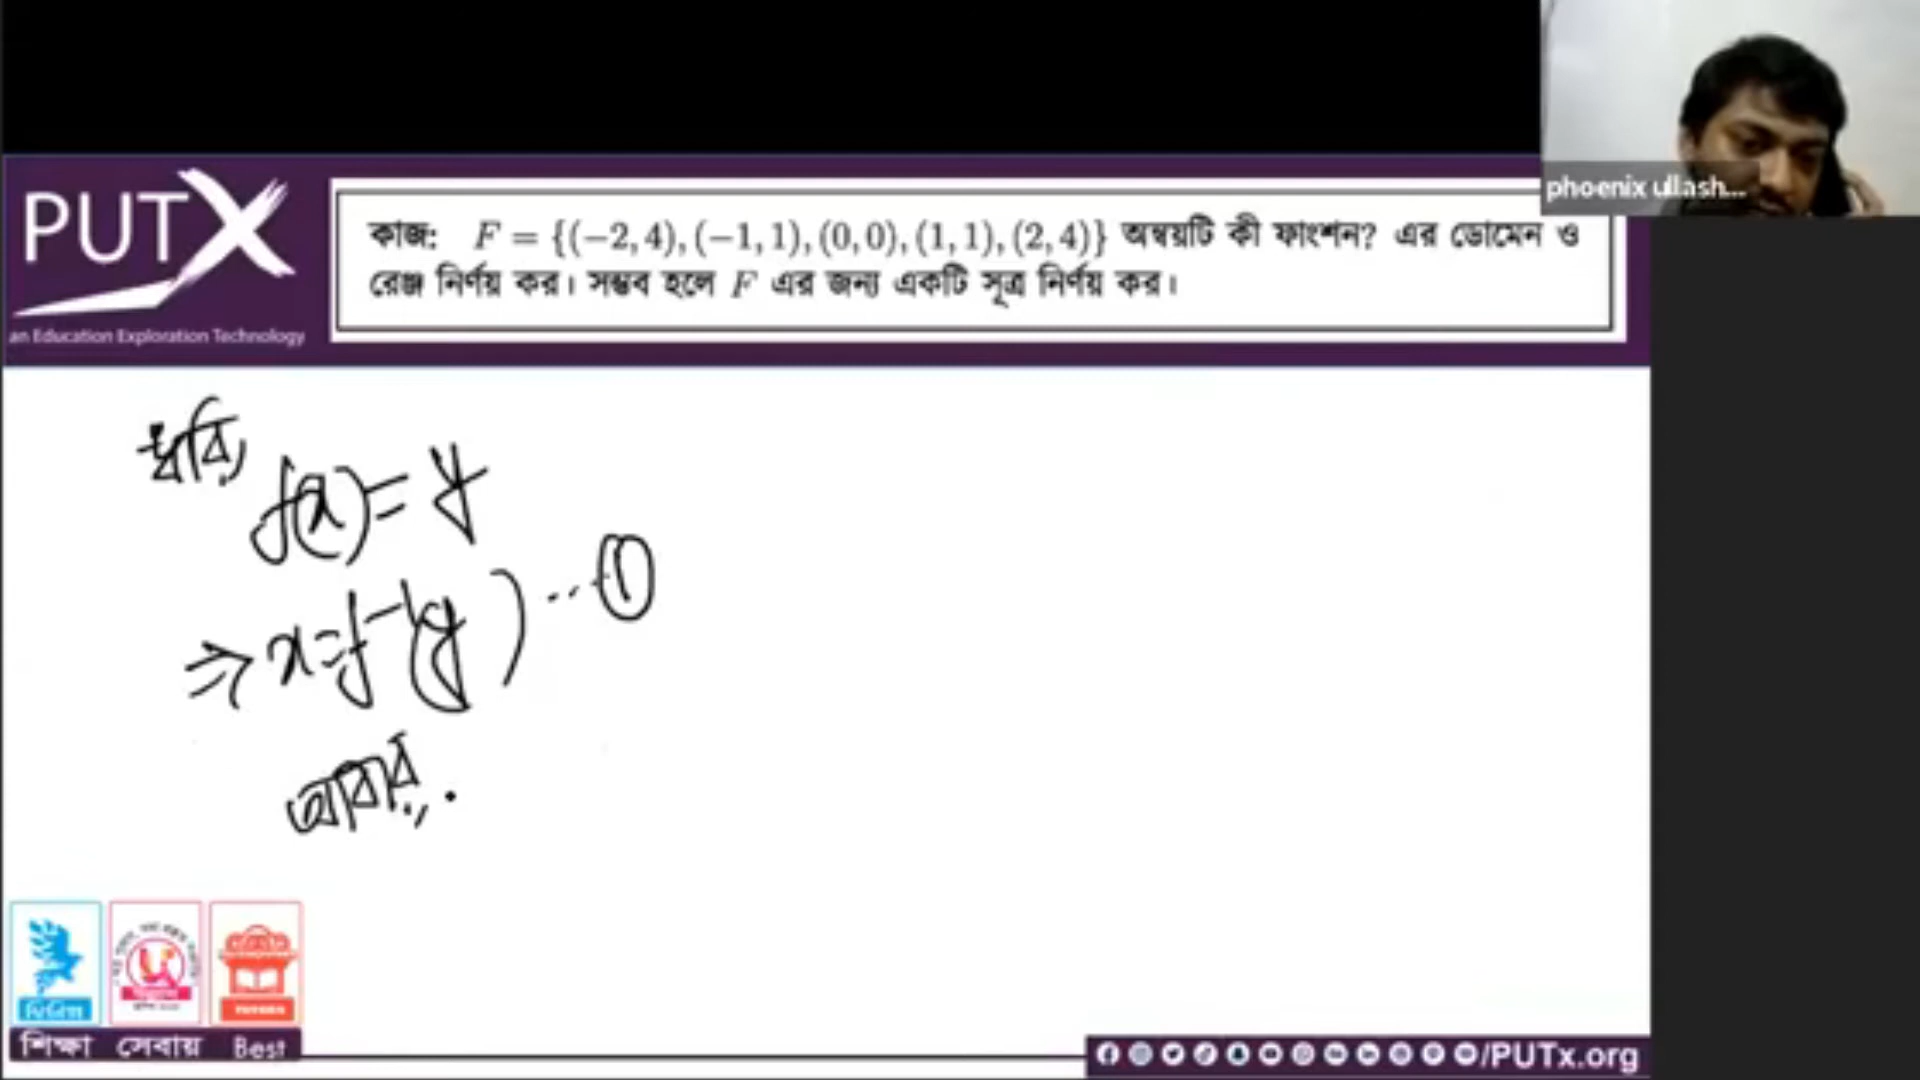 phoenix ullash...
PUTX
an Education Exploration Technology
কাজ: F = {(−2, 4), (−1, 1), (0, 0), (1, 1), (2, 4)} অন্বয়টি কী ফাংশন? এর ডোমেন ও
রেঞ্জ নির্ণয় কর। সম্ভব হলে F এর জন্য একটি সূত্র নির্ণয় কর।
ধরি,
f(x) = y
⇒ x = f⁻¹(y) ... ①
আবার,
শিক্ষা সেবায় Best
/PUTx.org